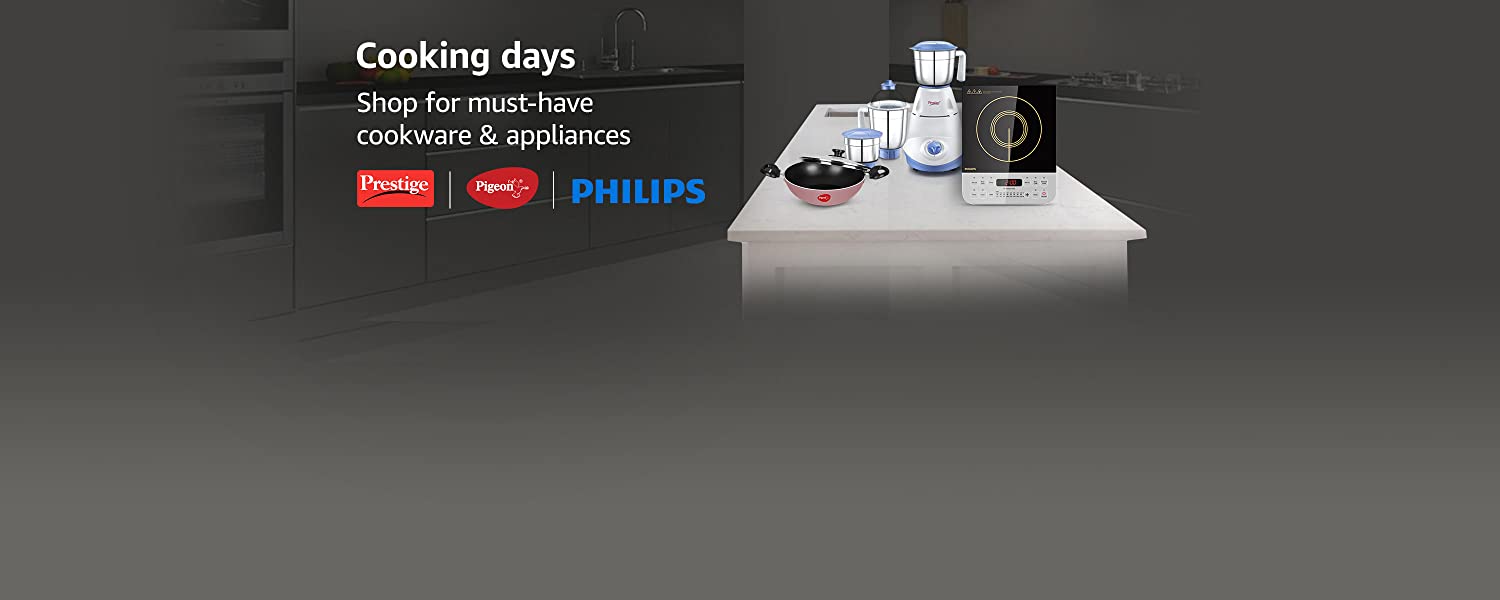 Cooking days
Shop for must-have
cookware & appliances
Prestige
Pigeon
PHILIPS